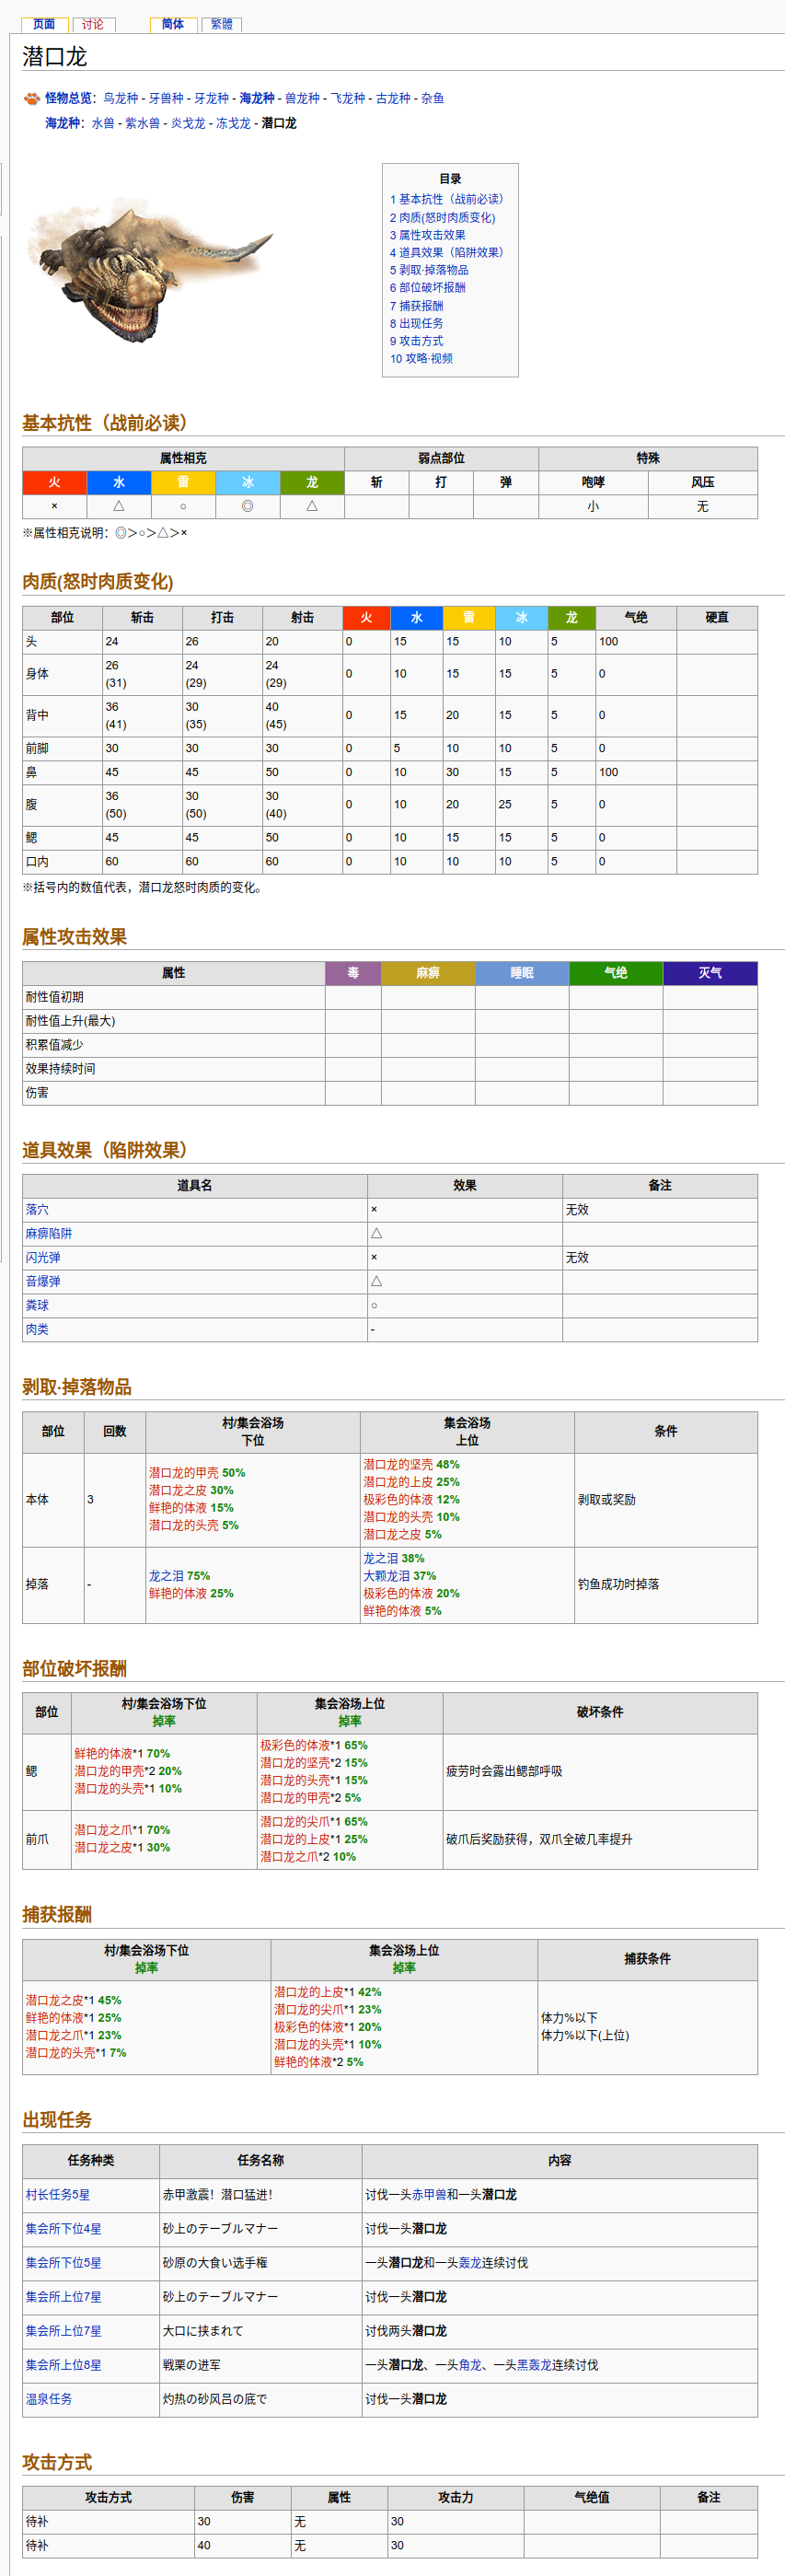 页面 讨论 简体 繁體
潜口龙
怪物总览：鸟龙种 - 牙兽种 - 牙龙种 - 海龙种 - 兽龙种 - 飞龙种 - 古龙种 - 杂鱼
海龙种：水兽 - 紫水兽 - 炎戈龙 - 冻戈龙 - 潜口龙
目录
1 基本抗性（战前必读）
2 肉质(怒时肉质变化)
3 属性攻击效果
4 道具效果（陷阱效果）
5 剥取·掉落物品
6 部位破坏报酬
7 捕获报酬
8 出现任务
9 攻击方式
10 攻略·视频
基本抗性（战前必读）
属性相克 弱点部位 特殊
火 水 雷 冰 龙 斩 打 弹 咆哮 风压
× △ ○ ◎ △ 小 无
※属性相克说明：◎＞○＞△＞×
肉质(怒时肉质变化)
部位 斩击 打击 射击 火 水 雷 冰 龙 气绝 硬直
头 24 26 20 0 15 15 10 5 100
身体 26 (31) 24 (29) 24 (29) 0 10 15 15 5 0
背中 36 (41) 30 (35) 40 (45) 0 15 20 15 5 0
前脚 30 30 30 0 5 10 10 5 0
鼻 45 45 50 0 10 30 15 5 100
腹 36 (50) 30 (50) 30 (40) 0 10 20 25 5 0
鳃 45 45 50 0 10 15 15 5 0
口内 60 60 60 0 10 10 10 5 0
※括号内的数值代表，潜口龙怒时肉质的变化。
属性攻击效果
属性 毒 麻痹 睡眠 气绝 灭气
耐性值初期
耐性值上升(最大)
积累值减少
效果持续时间
伤害
道具效果（陷阱效果）
道具名 效果 备注
落穴 × 无效
麻痹陷阱 △
闪光弹 × 无效
音爆弹 △
粪球 ○
肉类 -
剥取·掉落物品
部位 回数 村/集会浴场 下位 集会浴场 上位 条件
本体 3 剥取或奖励
潜口龙的甲壳 50%
潜口龙之皮 30%
鲜艳的体液 15%
潜口龙的头壳 5%
潜口龙的坚壳 48%
潜口龙的上皮 25%
极彩色的体液 12%
潜口龙的头壳 10%
潜口龙之皮 5%
掉落 - 钓鱼成功时掉落
龙之泪 75%
鲜艳的体液 25%
龙之泪 38%
大颗龙泪 37%
极彩色的体液 20%
鲜艳的体液 5%
部位破坏报酬
部位 村/集会浴场下位 掉率 集会浴场上位 掉率 破坏条件
鳃 疲劳时会露出鳃部呼吸
鲜艳的体液*1 70%
潜口龙的甲壳*2 20%
潜口龙的头壳*1 10%
极彩色的体液*1 65%
潜口龙的坚壳*2 15%
潜口龙的头壳*1 15%
潜口龙的甲壳*2 5%
前爪 破爪后奖励获得，双爪全破几率提升
潜口龙之爪*1 70%
潜口龙之皮*1 30%
潜口龙的尖爪*1 65%
潜口龙的上皮*1 25%
潜口龙之爪*2 10%
捕获报酬
村/集会浴场下位 掉率 集会浴场上位 掉率 捕获条件
潜口龙之皮*1 45%
鲜艳的体液*1 25%
潜口龙之爪*1 23%
潜口龙的头壳*1 7%
潜口龙的上皮*1 42%
潜口龙的尖爪*1 23%
极彩色的体液*1 20%
潜口龙的头壳*1 10%
鲜艳的体液*2 5%
体力%以下
体力%以下(上位)
出现任务
任务种类 任务名称 内容
村长任务5星 赤甲激震！潜口猛进！ 讨伐一头赤甲兽和一头潜口龙
集会所下位4星 砂上のテーブルマナー 讨伐一头潜口龙
集会所下位5星 砂原の大食い选手権 一头潜口龙和一头轰龙连续讨伐
集会所上位7星 砂上のテーブルマナー 讨伐一头潜口龙
集会所上位7星 大口に挟まれて 讨伐两头潜口龙
集会所上位8星 戦栗の进军 一头潜口龙、一头角龙、一头黑轰龙连续讨伐
温泉任务 灼热の砂风吕の底で 讨伐一头潜口龙
攻击方式
攻击方式 伤害 属性 攻击力 气绝值 备注
待补 30 无 30
待补 40 无 30